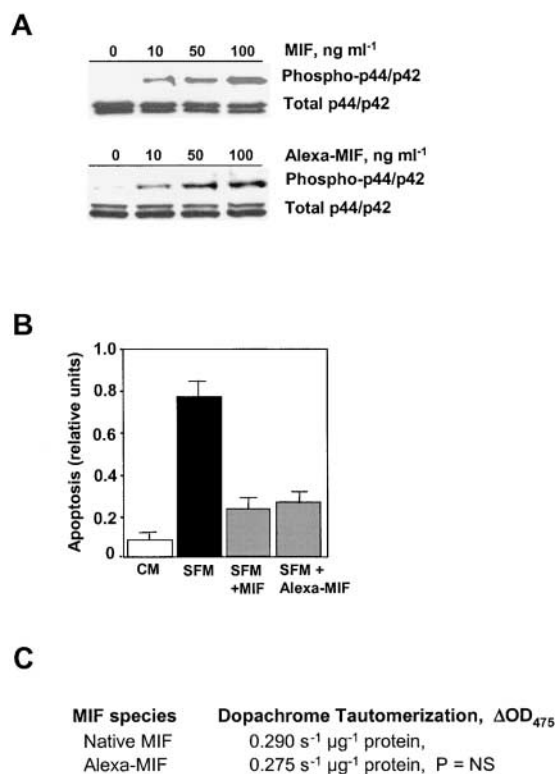 A
0 10 50 100 MIF, ng ml⁻¹
Phospho-p44/p42
Total p44/p42
0 10 50 100 Alexa-MIF, ng ml⁻¹
Phospho-p44/p42
Total p44/p42
B
Apoptosis (relative units)
1.0
0.8
0.6
0.4
0.2
0
CM SFM SFM SFM +
+MIF Alexa-MIF
C
MIF species Dopachrome Tautomerization, ΔOD₄₇₅
Native MIF 0.290 s⁻¹ μg⁻¹ protein,
Alexa-MIF 0.275 s⁻¹ μg⁻¹ protein, P = NS